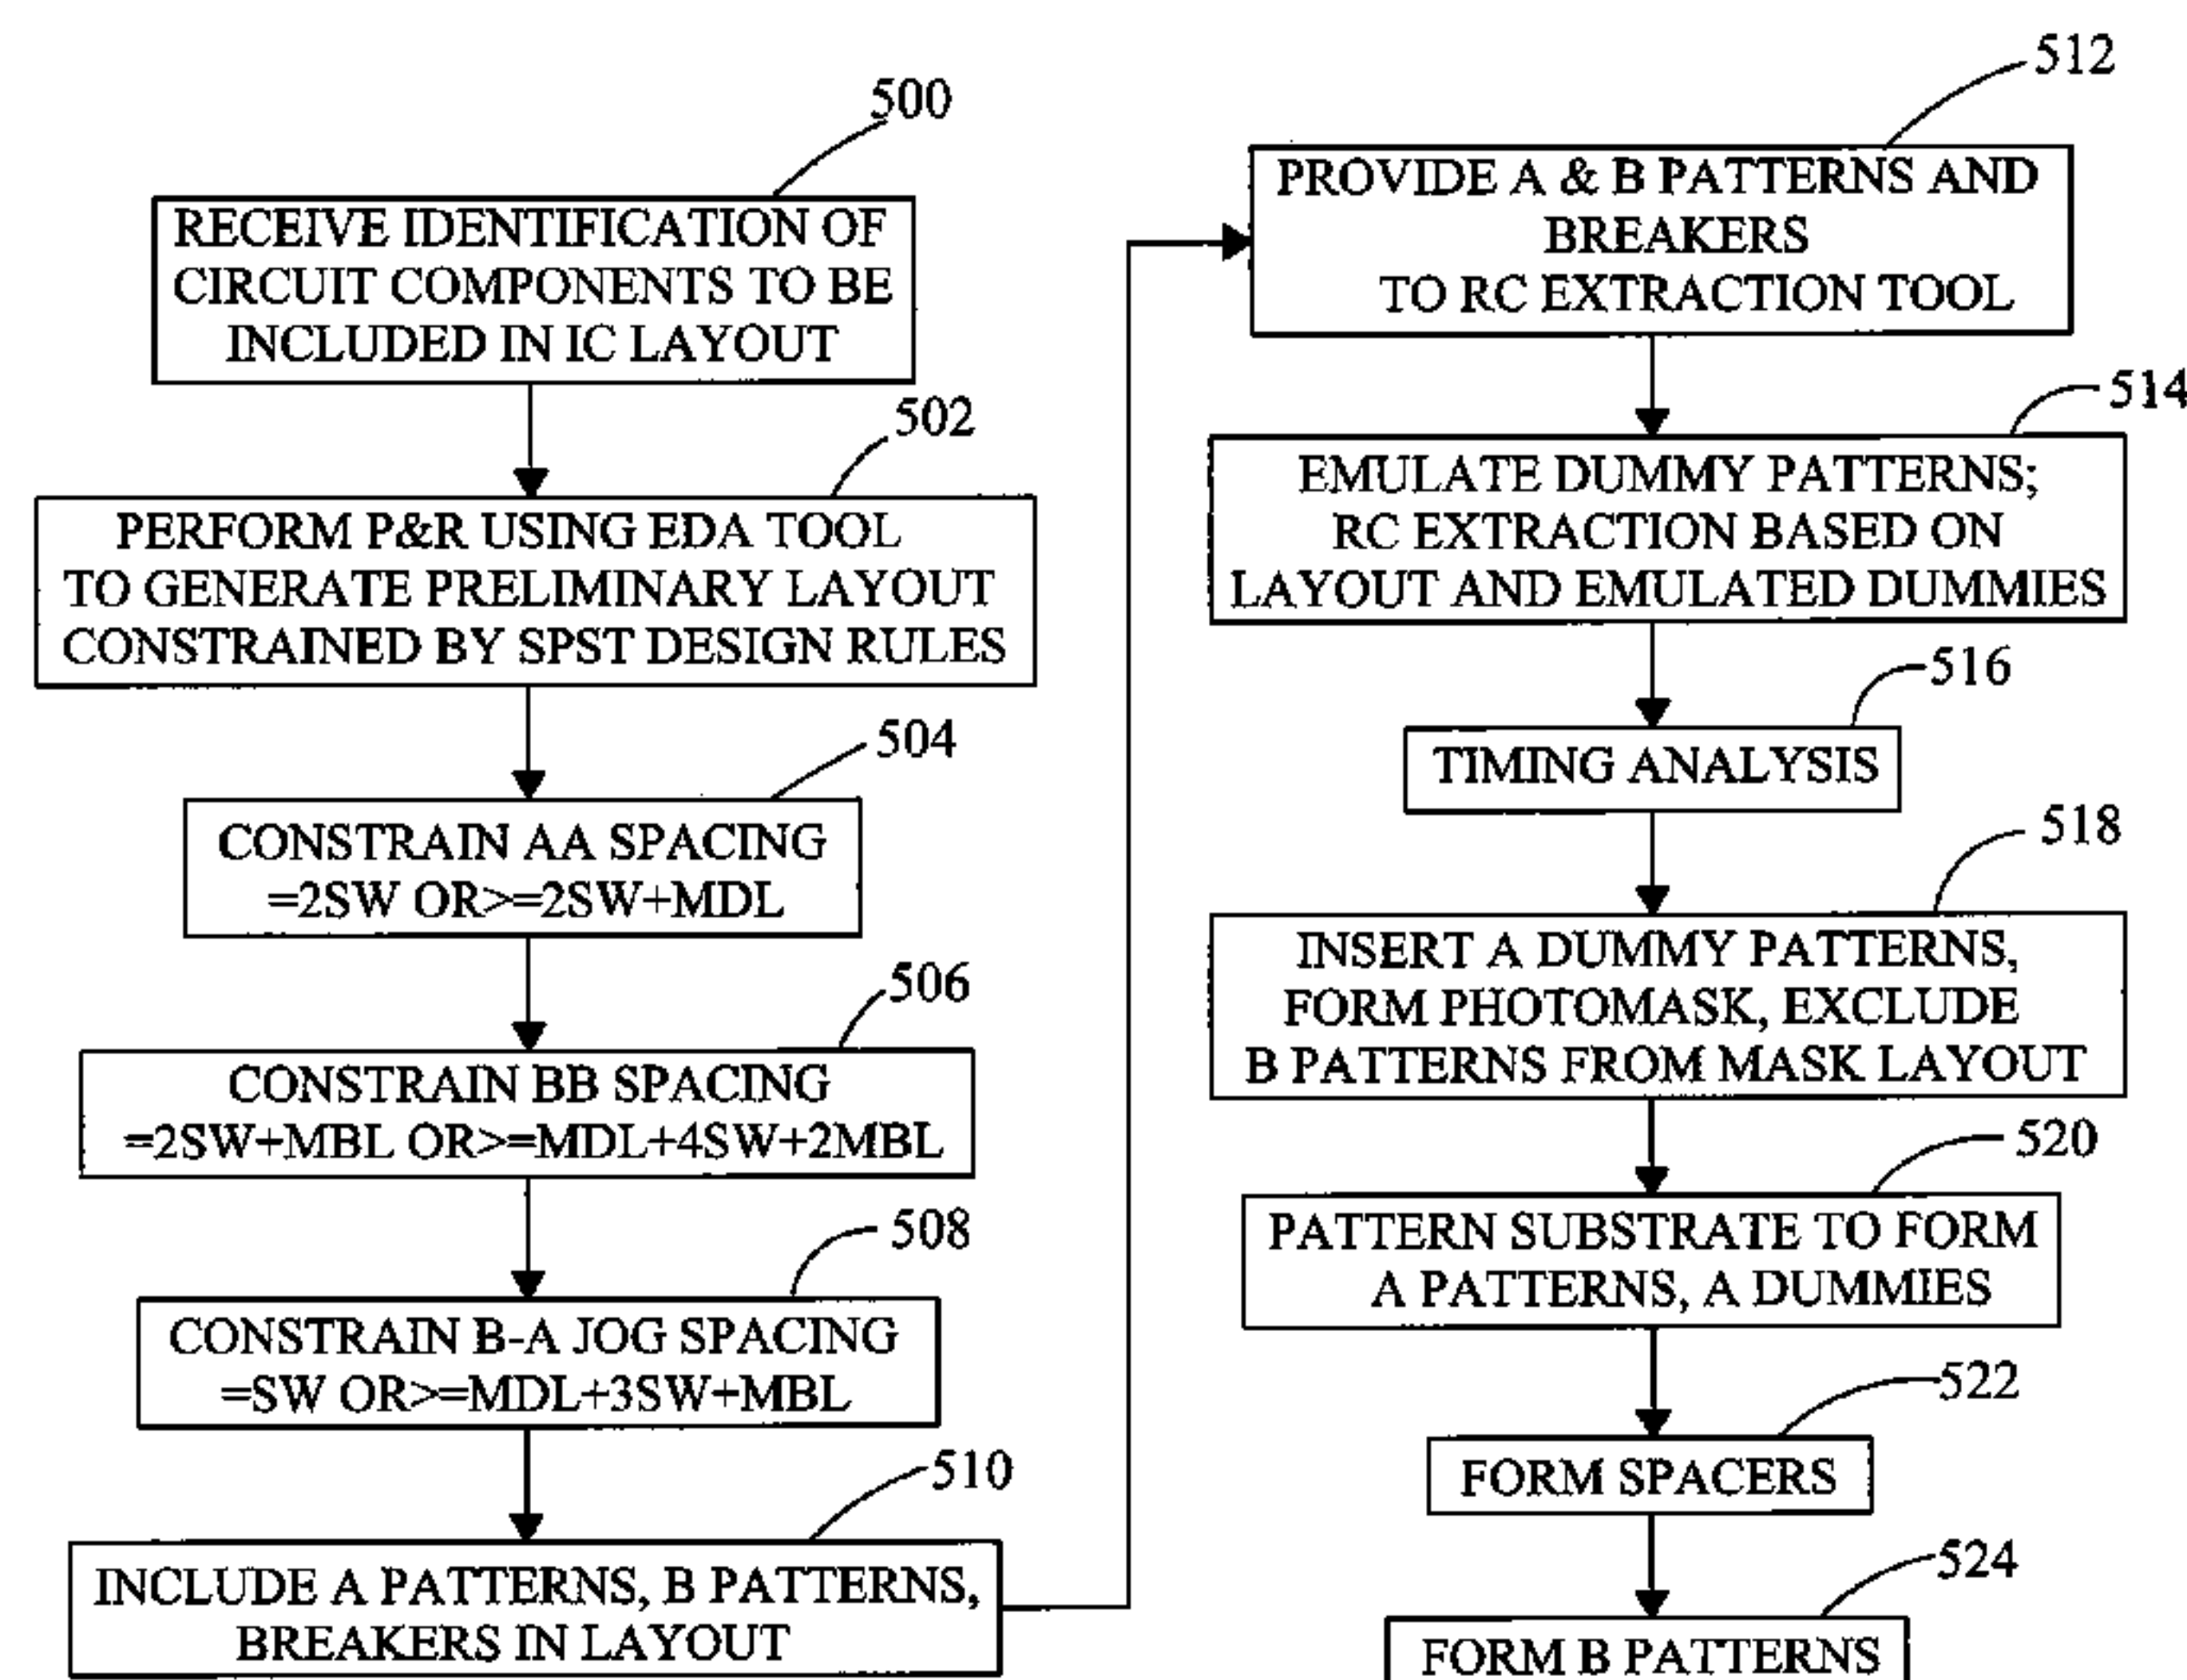 500
RECEIVE IDENTIFICATION OF
CIRCUIT COMPONENTS TO BE
INCLUDED IN IC LAYOUT
502
PERFORM P&R USING EDA TOOL
TO GENERATE PRELIMINARY LAYOUT
CONSTRAINED BY SPST DESIGN RULES
504
CONSTRAIN AA SPACING
=2SW OR>=2SW+MDL
506
CONSTRAIN BB SPACING
=2SW+MBL OR>=MDL+4SW+2MBL
508
CONSTRAIN B-A JOG SPACING
=SW OR>=MDL+3SW+MBL
510
INCLUDE A PATTERNS, B PATTERNS,
BREAKERS IN LAYOUT
512
PROVIDE A & B PATTERNS AND
BREAKERS
TO RC EXTRACTION TOOL
514
EMULATE DUMMY PATTERNS;
RC EXTRACTION BASED ON
LAYOUT AND EMULATED DUMMIES
516
TIMING ANALYSIS
518
INSERT A DUMMY PATTERNS,
FORM PHOTOMASK, EXCLUDE
B PATTERNS FROM MASK LAYOUT
520
PATTERN SUBSTRATE TO FORM
A PATTERNS, A DUMMIES
522
FORM SPACERS
524
FORM B PATTERNS